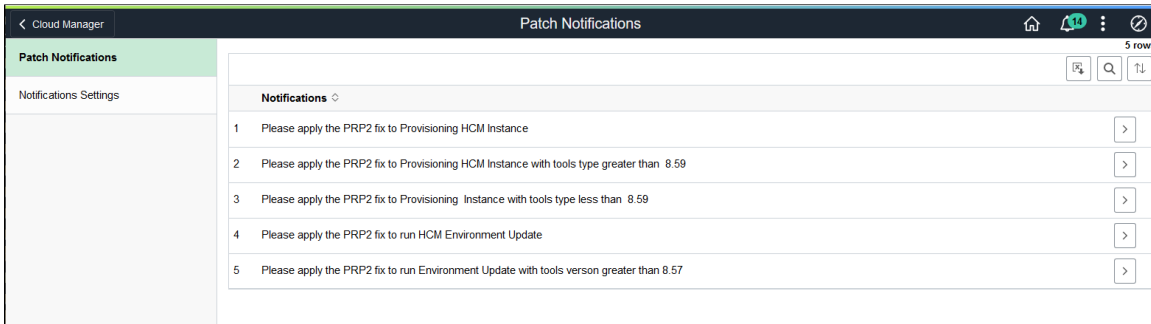 Cloud Manager
Patch Notifications
14
5 row
Patch Notifications
Notifications Settings
Notifications
1 Please apply the PRP2 fix to Provisioning HCM Instance
2 Please apply the PRP2 fix to Provisioning HCM Instance with tools type greater than 8.59
3 Please apply the PRP2 fix to Provisioning Instance with tools type less than 8.59
4 Please apply the PRP2 fix to run HCM Environment Update
5 Please apply the PRP2 fix to run Environment Update with tools verson greater than 8.57